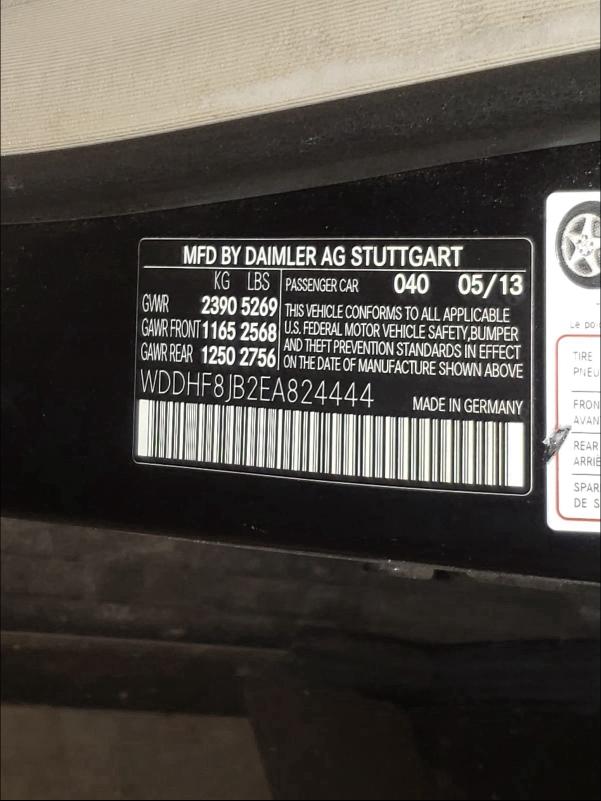 MFD BY DAIMLER AG STUTTGART
KG LBS
GVWR 2390 5269
GAWR FRONT 1165 2568
GAWR REAR 1250 2756
PASSENGER CAR 040 05/13
THIS VEHICLE CONFORMS TO ALL APPLICABLE
U.S. FEDERAL MOTOR VEHICLE SAFETY,BUMPER
AND THEFT PREVENTION STANDARDS IN EFFECT
ON THE DATE OF MANUFACTURE SHOWN ABOVE
WDDHF8JB2EA824444
MADE IN GERMANY
Le
TIRE
FRON
AVAN
REAR
ARRIÈ
SPAR
DE S